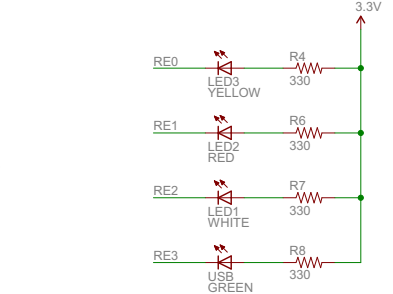 3.3V
RE0
LED3
YELLOW
R4
330
RE1
LED2
RED
R6
330
RE2
LED1
WHITE
R7
330
RE3
USB
GREEN
R8
330